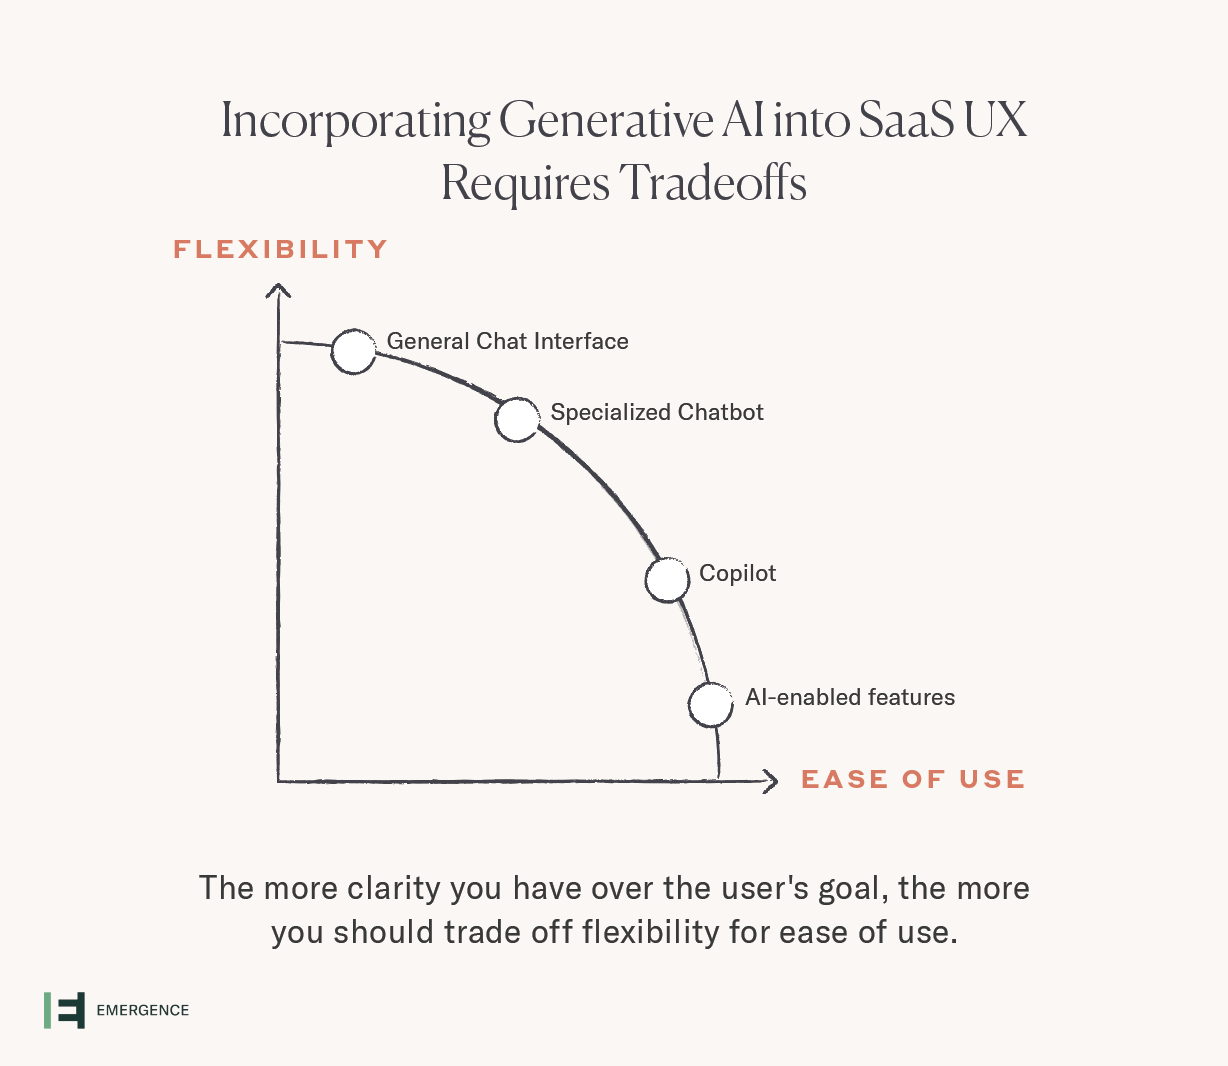 Incorporating Generative AI into SaaS UX
Requires Tradeoffs
FLEXIBILITY
General Chat Interface
Specialized Chatbot
Copilot
AI-enabled features
EASE OF USE
The more clarity you have over the user's goal, the more
you should trade off flexibility for ease of use.
EMERGENCE